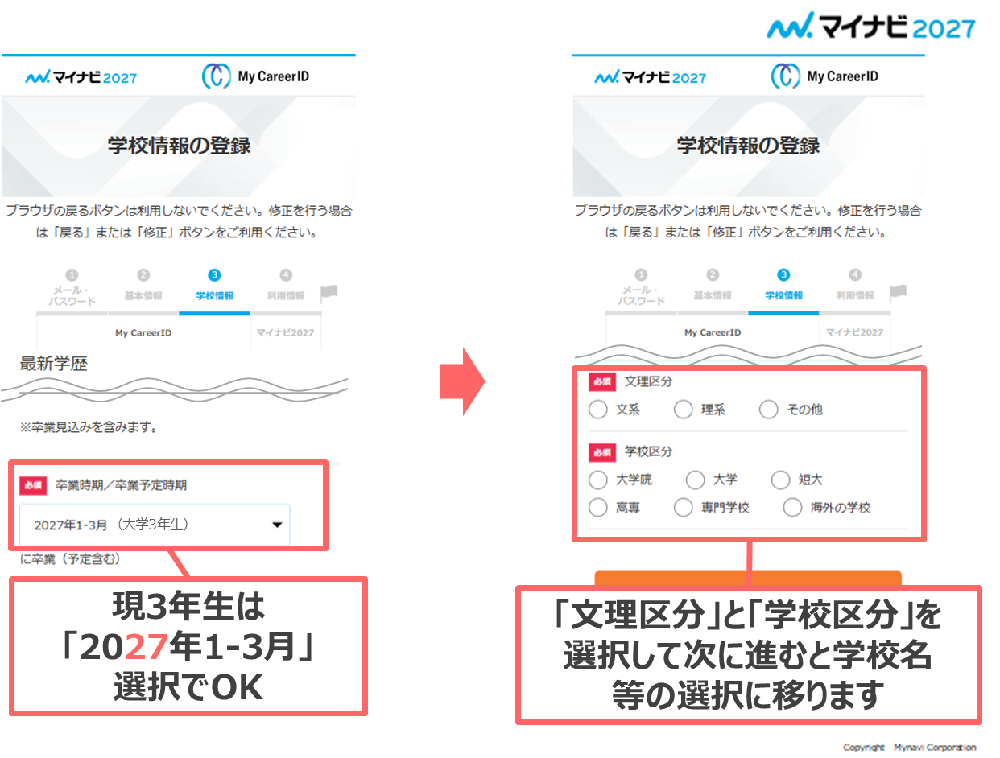 マイナビ2027
マイナビ2027 My CareerID
学校情報の登録
ブラウザの戻るボタンは利用しないでください。修正を行う場合
は「戻る」または「修正」ボタンをご利用ください。
1 2 3 4
メール・
パスワード 基本情報 学校情報 利用情報
My CareerID マイナビ2027
最新学歴
※卒業見込みを含みます。
必須 卒業時期／卒業予定時期
2027年1-3月 （大学3年生）
に卒業（予定含む）
現3年生は
「2027年1-3月」
選択でOK
マイナビ2027 My CareerID
学校情報の登録
ブラウザの戻るボタンは利用しないでください。修正を行う場合
は「戻る」または「修正」ボタンをご利用ください。
1 2 3 4
メール・
パスワード 基本情報 学校情報 利用情報
My CareerID マイナビ2027
必須 文理区分
文系 理系 その他
必須 学校区分
大学院 大学 短大
高専 専門学校 海外の学校
「文理区分」と「学校区分」を
選択して次に進むと学校名
等の選択に移ります
Copyright Mynavi Corporation